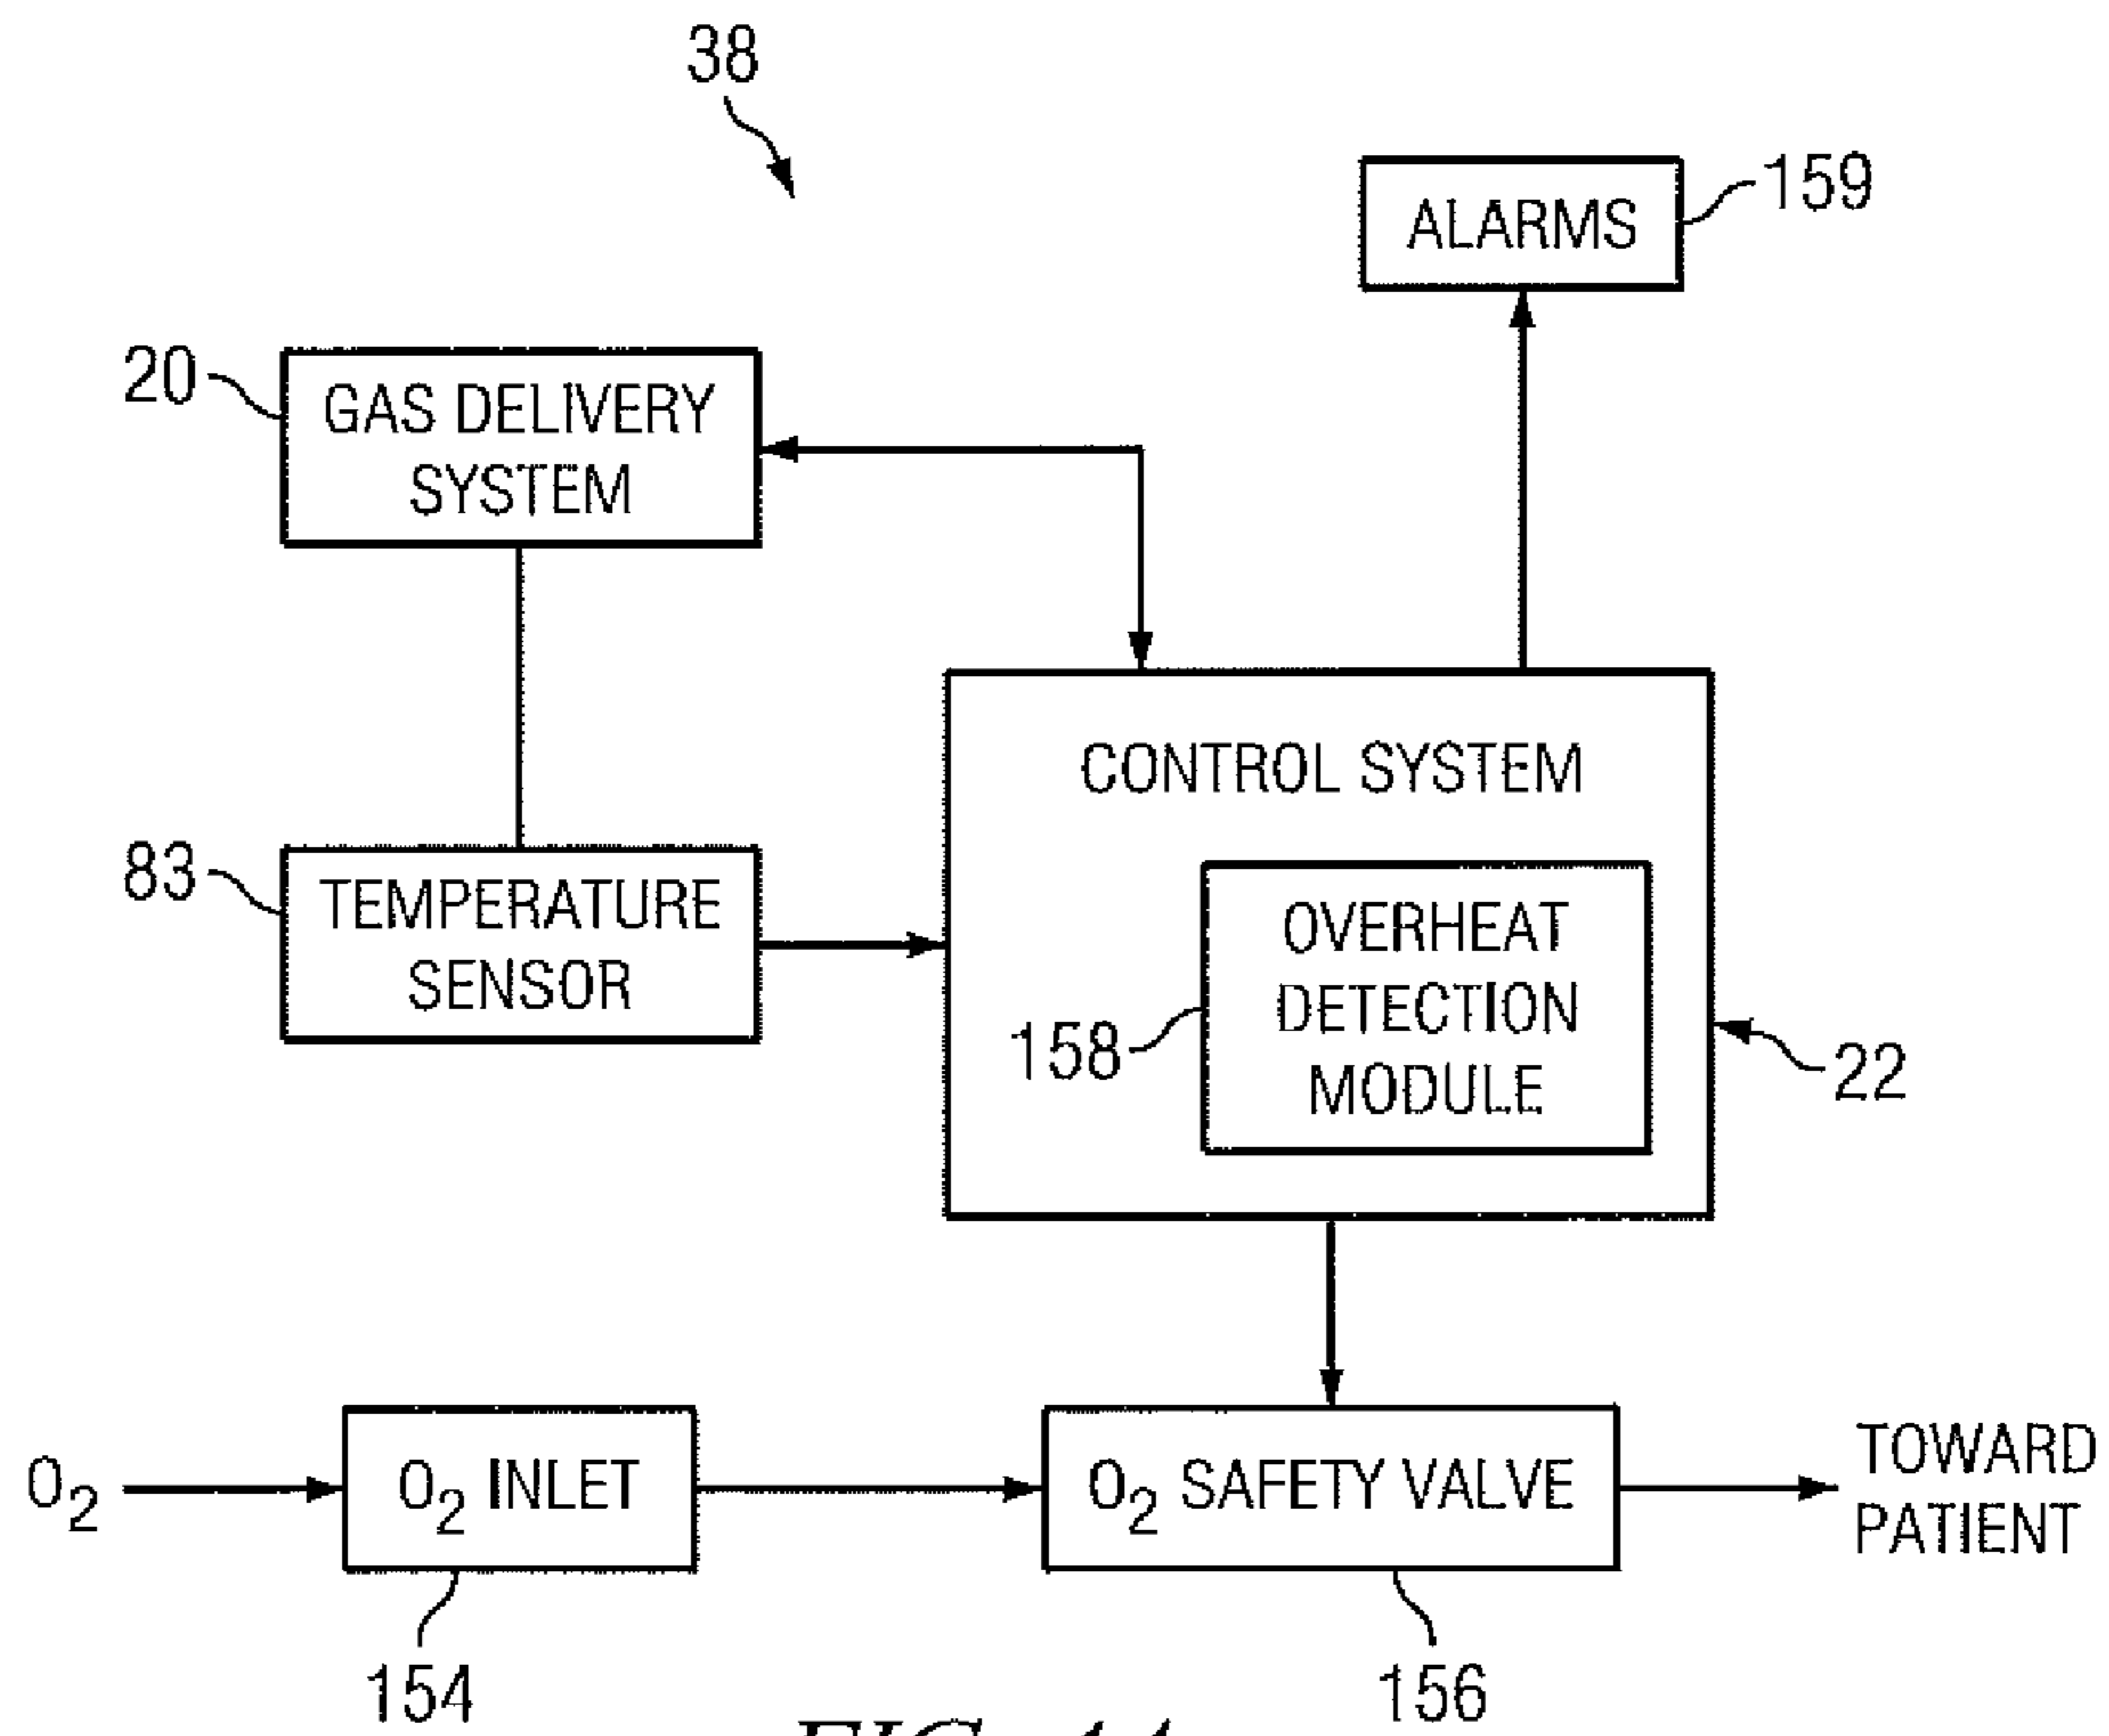 38
ALARMS
159
20
GAS DELIVERY
SYSTEM
CONTROL SYSTEM
83
TEMPERATURE
SENSOR
OVERHEAT
DETECTION
MODULE
158
22
O2
O2 INLET
O2 SAFETY VALVE
TOWARD
PATIENT
154
156